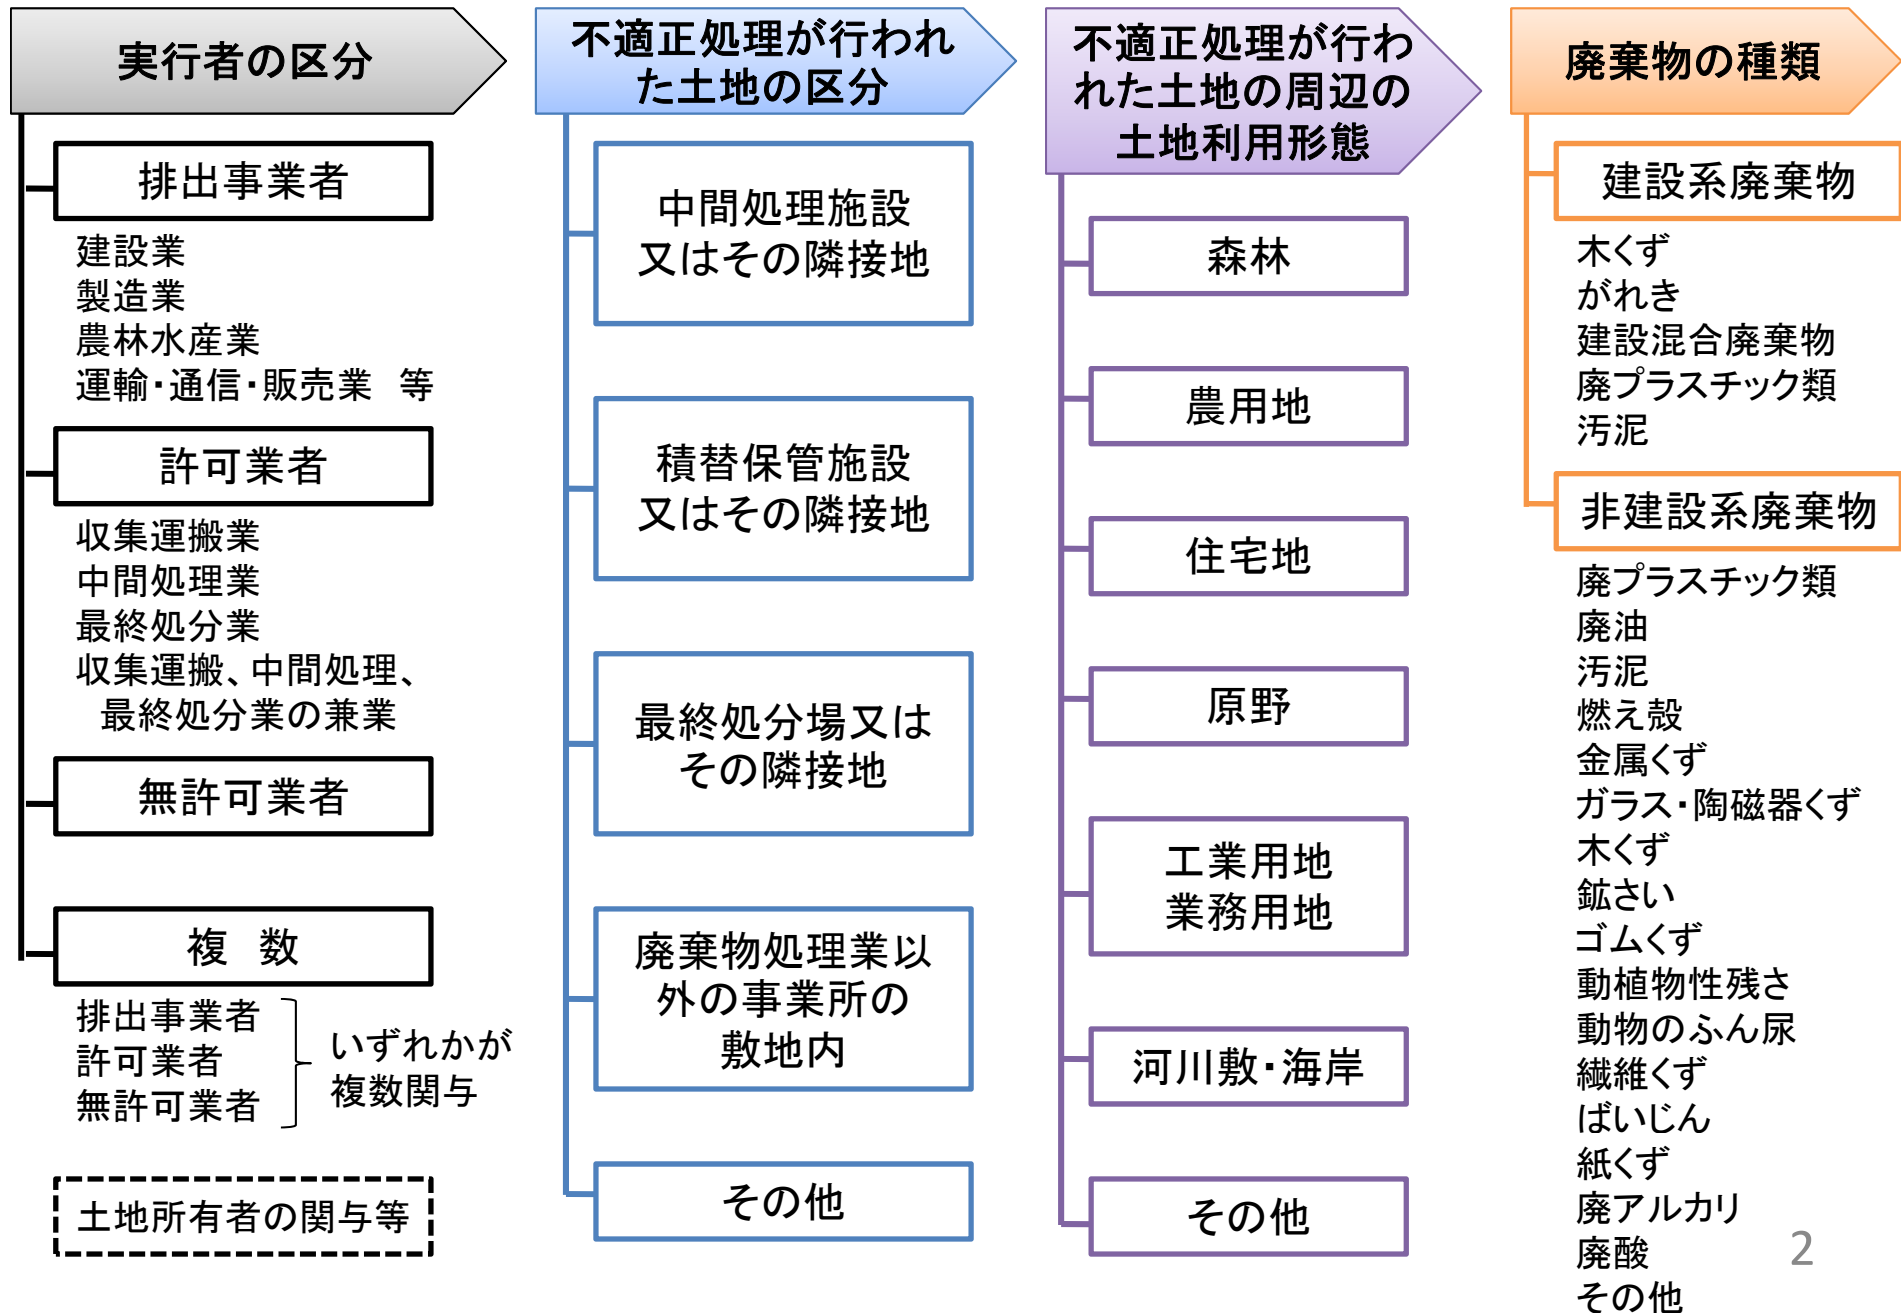 実行者の区分
排出事業者
建設業
製造業
農林水産業
運輸・通信・販売業　等
許可業者
収集運搬業
中間処理業
最終処分業
収集運搬、中間処理、
最終処分業の兼業
無許可業者
複　数
排出事業者
許可業者
無許可業者
いずれかが
複数関与
土地所有者の関与等
不適正処理が行われ
た土地の区分
中間処理施設
又はその隣接地
積替保管施設
又はその隣接地
最終処分場又は
その隣接地
廃棄物処理業以
外の事業所の
敷地内
その他
不適正処理が行わ
れた土地の周辺の
土地利用形態
森林
農用地
住宅地
原野
工業用地
業務用地
河川敷・海岸
その他
廃棄物の種類
建設系廃棄物
木くず
がれき
建設混合廃棄物
廃プラスチック類
汚泥
非建設系廃棄物
廃プラスチック類
廃油
汚泥
燃え殻
金属くず
ガラス・陶磁器くず
木くず
鉱さい
ゴムくず
動植物性残さ
動物のふん尿
繊維くず
ばいじん
紙くず
廃アルカリ
廃酸
その他
2